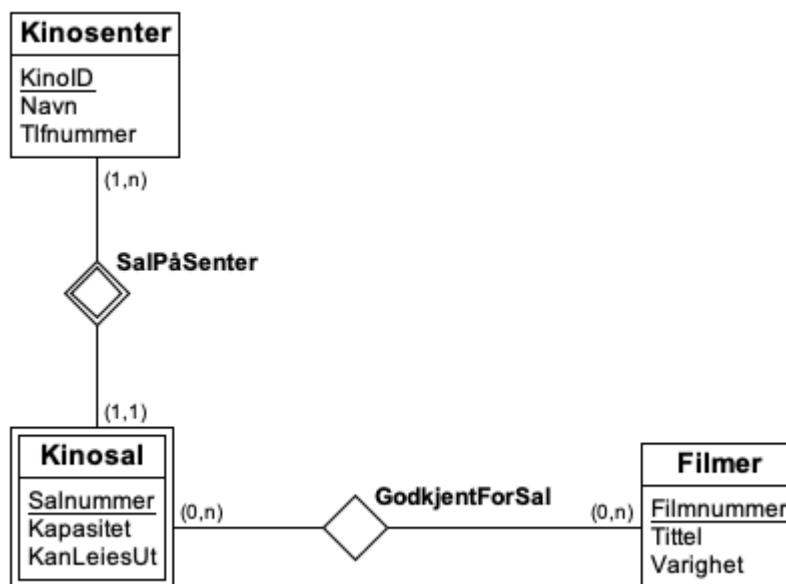 Kinosenter
KinoID
Navn
Tlfnummer
(1,n)
SalPåSenter
(1,1)
Kinosal
Salnummer
Kapasitet
KanLeiesUt
(0,n)
GodkjentForSal
(0,n)
Filmer
Filmnummer
Tittel
Varighet